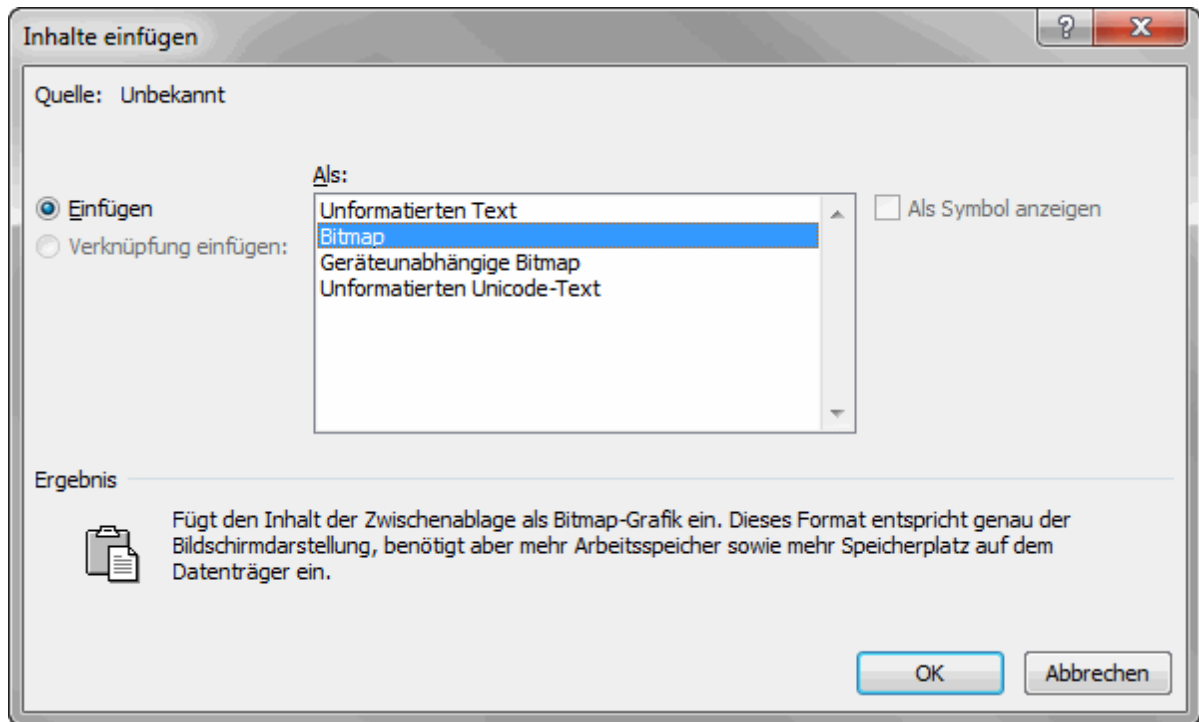 Inhalte einfügen
Quelle: Unbekannt
Als:
Einfügen
Verknüpfung einfügen:
Unformatierten Text
Bitmap
Geräteunabhängige Bitmap
Unformatierten Unicode-Text
Als Symbol anzeigen
Ergebnis
Fügt den Inhalt der Zwischenablage als Bitmap-Grafik ein. Dieses Format entspricht genau der
Bildschirmdarstellung, benötigt aber mehr Arbeitsspeicher sowie mehr Speicherplatz auf dem
Datenträger ein.
OK
Abbrechen